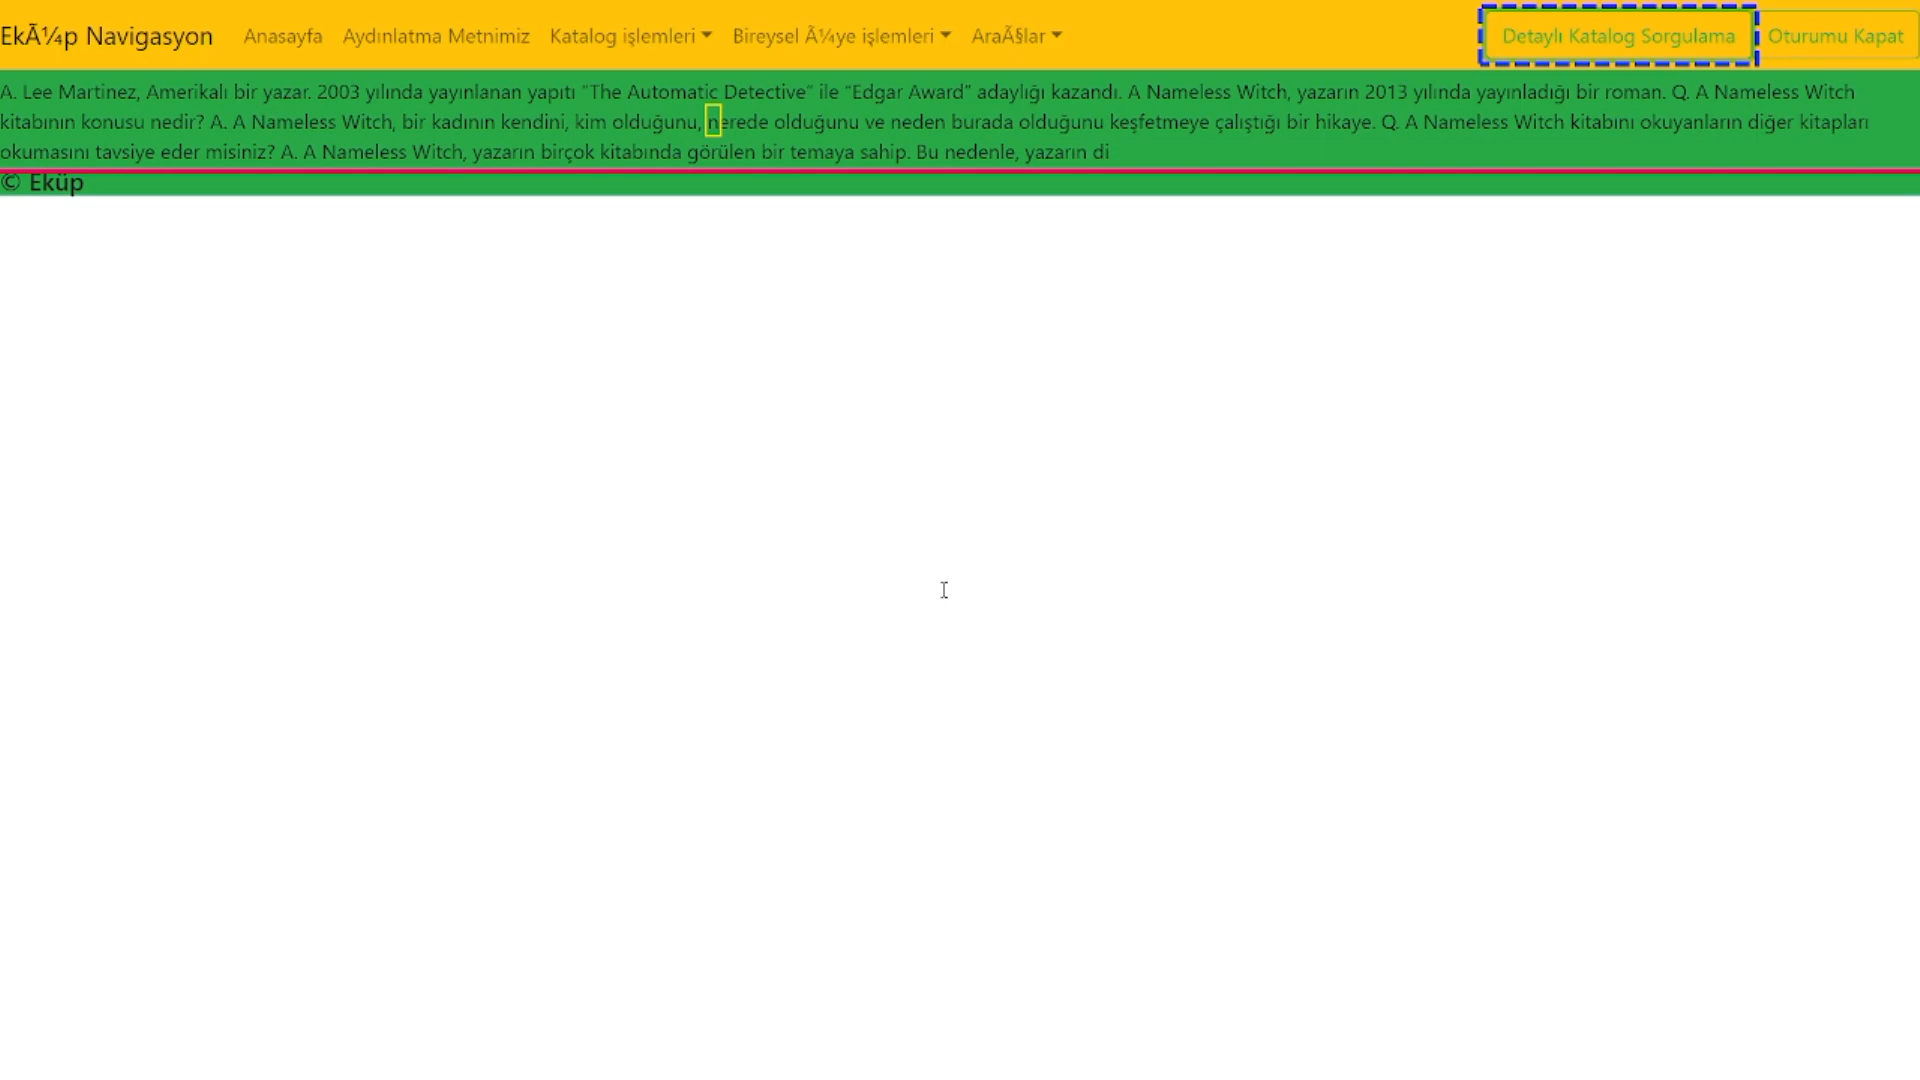 EkÃ¼p Navigasyon Anasayfa Aydınlatma Metnimiz Katalog işlemleri Bireysel Ã¼ye işlemleri AraÃ§lar Detaylı Katalog Sorgulama Oturumu Kapat
A. Lee Martinez, Amerikalı bir yazar. 2003 yılında yayınlanan yapıtı “The Automatic Detective” ile “Edgar Award” adaylığı kazandı. A Nameless Witch, yazarın 2013 yılında yayınladığı bir roman. Q. A Nameless Witch
kitabının konusu nedir? A. A Nameless Witch, bir kadının kendini, kim olduğunu, nerede olduğunu ve neden burada olduğunu keşfetmeye çalıştığı bir hikaye. Q. A Nameless Witch kitabını okuyanların diğer kitapları
okumasını tavsiye eder misiniz? A. A Nameless Witch, yazarın birçok kitabında görülen bir temaya sahip. Bu nedenle, yazarın di
© Eküp